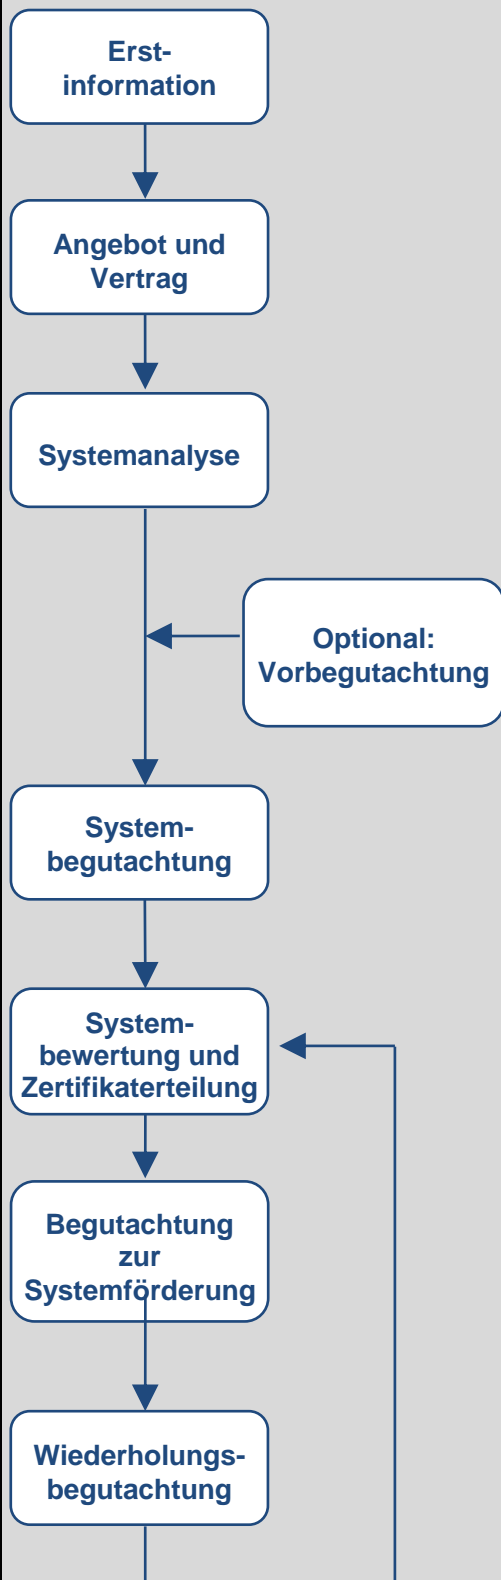 Erst-
information
Angebot und
Vertrag
Systemanalyse
Optional:
Vorbegutachtung
System-
begutachtung
System-
bewertung und
Zertifikaterteilung
Begutachtung
zur
Systemförderung
Wiederholungs-
begutachtung